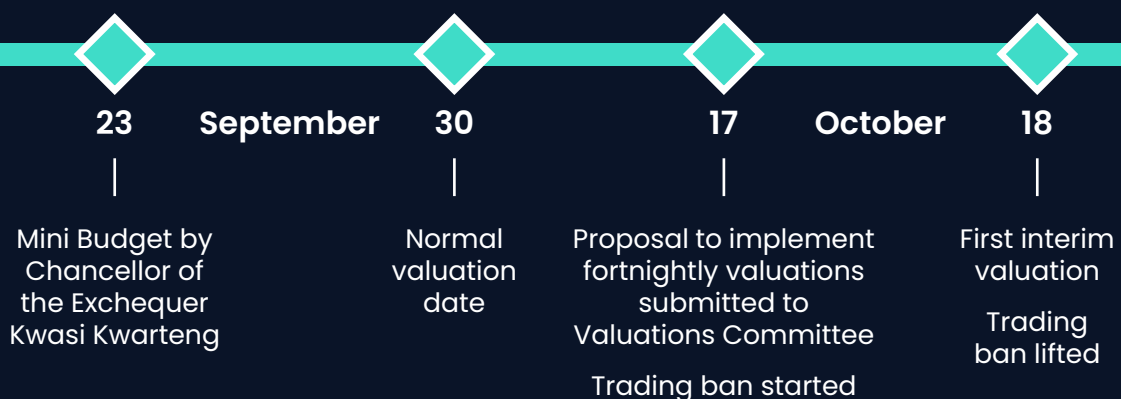 23 September 30 17 October 18
Mini Budget by
Chancellor of
the Exchequer
Kwasi Kwarteng
Normal
valuation
date
Proposal to implement
fortnightly valuations
submitted to
Valuations Committee
Trading ban started
First interim
valuation
Trading
ban lifted